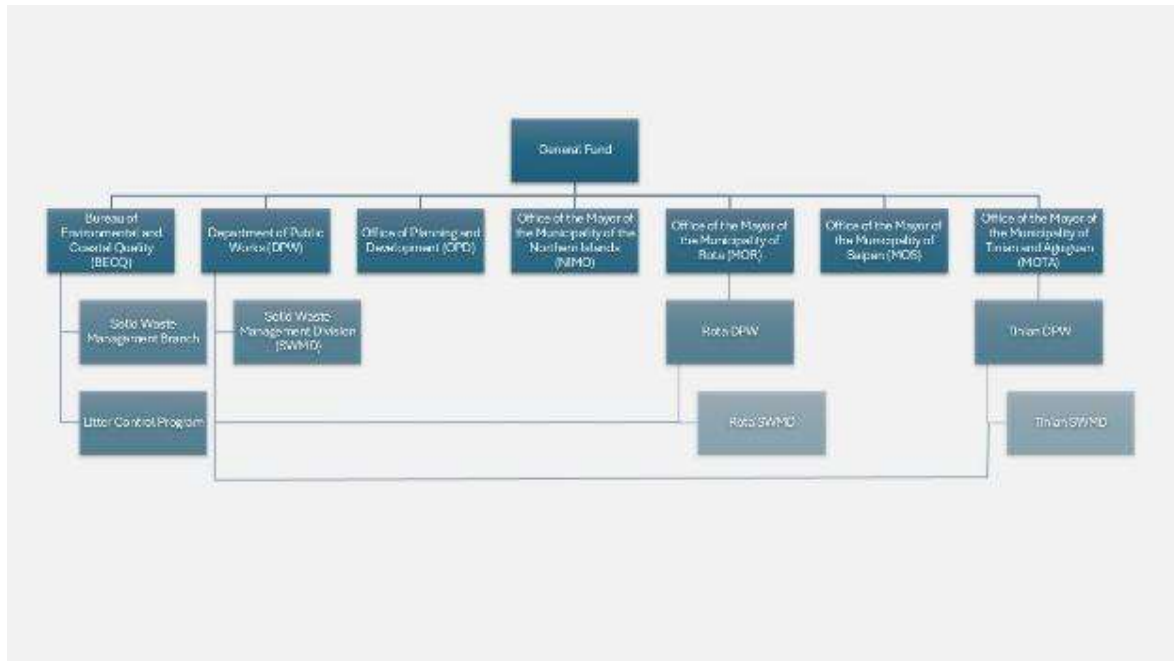 General Fund
Bureau of
Environmental and
Coastal Quality
(BECQ)
Department of Public
Works (DPW)
Office of Planning and
Development (OPD)
Office of the Mayor of
the Municipality of the
Northern Islands
(NIMO)
Office of the Mayor of
the Municipality of
Rota (MOR)
Office of the Mayor of
the Municipality of
Saipan (MOS)
Office of the Mayor of
the Municipality of
Tinian and Aguiguan
(MOTA)
Solid Waste
Management Branch
Solid Waste
Management Division
(SWMD)
Rota DPW
Tinian DPW
Litter Control Program
Rota SWMD
Tinian SWMD